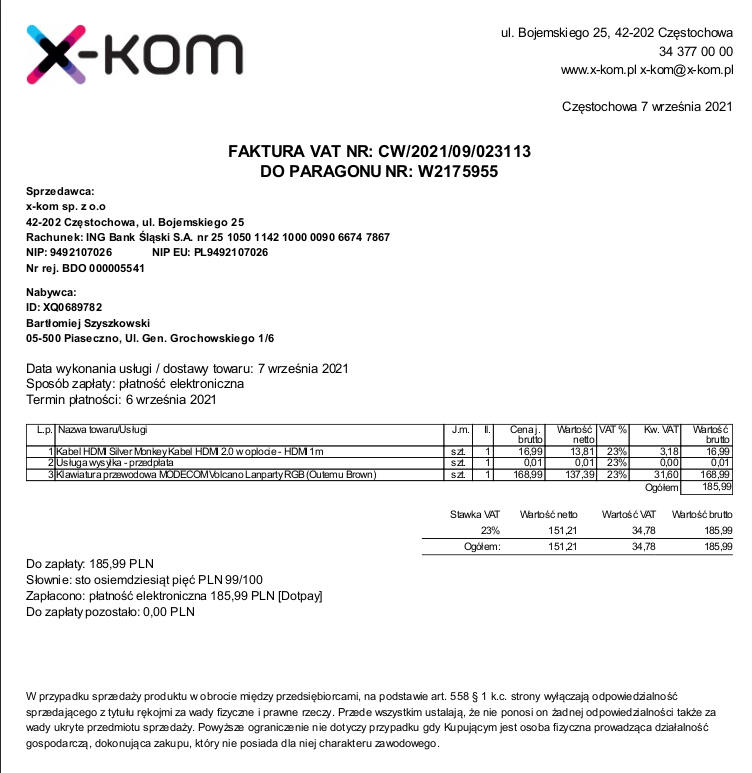 x-kom
ul. Bojemskiego 25, 42-202 Częstochowa
34 377 00 00
www.x-kom.pl x-kom@x-kom.pl
Częstochowa 7 września 2021
FAKTURA VAT NR: CW/2021/09/023113
DO PARAGONU NR: W2175955
Sprzedawca:
x-kom sp. z o.o
42-202 Częstochowa, ul. Bojemskiego 25
Rachunek: ING Bank Śląski S.A. nr 25 1050 1142 1000 0090 6674 7867
NIP: 9492107026 NIP EU: PL9492107026
Nr rej. BDO 000005541
Nabywca:
ID: XQ0689782
Bartłomiej Szyszkowski
05-500 Piaseczno, Ul. Gen. Grochowskiego 1/6
Data wykonania usługi / dostawy towaru: 7 września 2021
Sposób zapłaty: płatność elektroniczna
Termin płatności: 6 września 2021
L.p. Nazwa towaru/Usługi J.m. Il. Cena j. brutto Wartość netto VAT % Kw. VAT Wartość brutto
1 Kabel HDMI Silver Monkey Kabel HDMI 2.0 w oplocie - HDMI 1m szt. 1 16,99 13,81 23% 3,18 16,99
2 Usługa wysyłka - przedpłata szt. 1 0,01 0,01 23% 0,00 0,01
3 Klawiatura przewodowa MODECOM Volcano Lanparty RGB (Outemu Brown) szt. 1 168,99 137,39 23% 31,60 168,99
Ogółem 185,99
Stawka VAT Wartość netto Wartość VAT Wartość brutto
23% 151,21 34,78 185,99
Ogółem: 151,21 34,78 185,99
Do zapłaty: 185,99 PLN
Słownie: sto osiemdziesiąt pięć PLN 99/100
Zapłacono: płatność elektroniczna 185,99 PLN [Dotpay]
Do zapłaty pozostało: 0,00 PLN
W przypadku sprzedaży produktu w obrocie między przedsiębiorcami, na podstawie art. 558 § 1 k.c. strony wyłączają odpowiedzialność
sprzedającego z tytułu rękojmi za wady fizyczne i prawne rzeczy. Przede wszystkim ustalają, że nie ponosi on żadnej odpowiedzialności także za
wady ukryte przedmiotu sprzedaży. Powyższe ograniczenie nie dotyczy przypadku gdy Kupującym jest osoba fizyczna prowadząca działalność
gospodarczą, dokonująca zakupu, który nie posiada dla niej charakteru zawodowego.